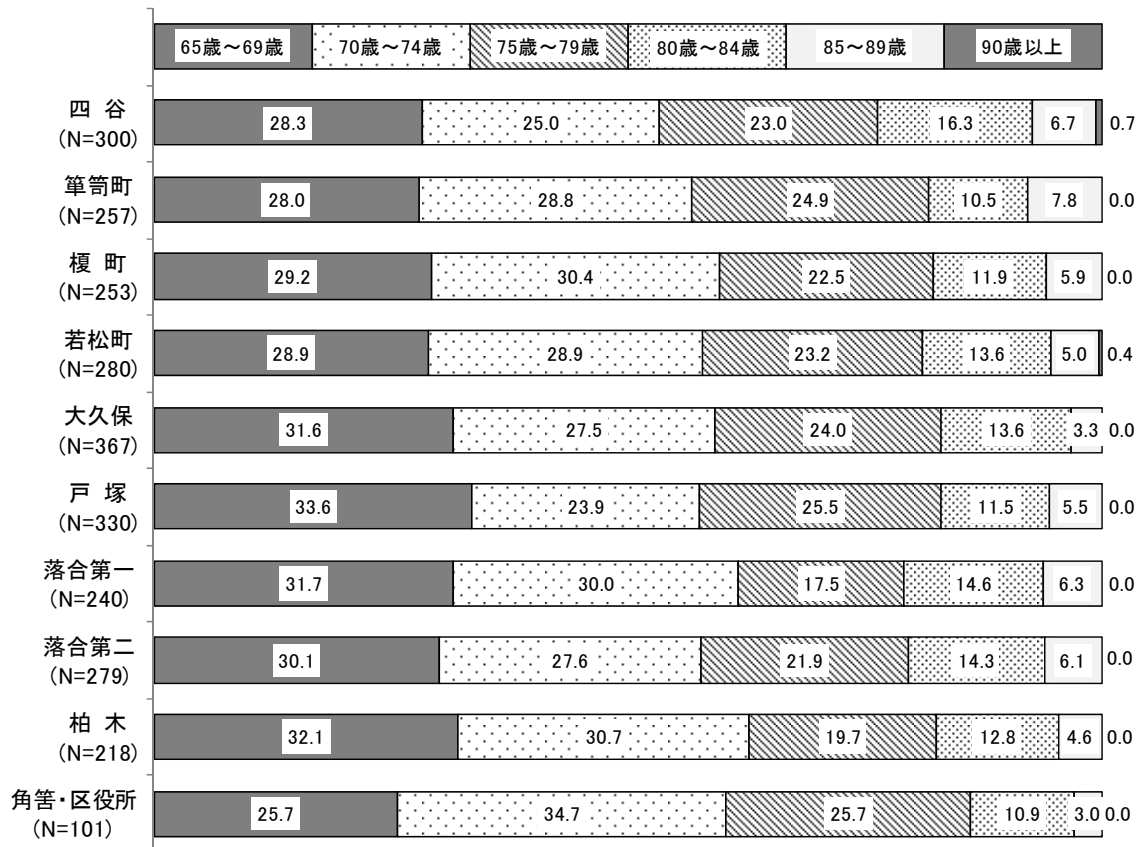 65歳～69歳 70歳～74歳 75歳～79歳 80歳～84歳 85～89歳 90歳以上
四 谷
(N=300)
28.3 25.0 23.0 16.3 6.7 0.7
箪笥町
(N=257)
28.0 28.8 24.9 10.5 7.8 0.0
榎 町
(N=253)
29.2 30.4 22.5 11.9 5.9 0.0
若松町
(N=280)
28.9 28.9 23.2 13.6 5.0 0.4
大久保
(N=367)
31.6 27.5 24.0 13.6 3.3 0.0
戸 塚
(N=330)
33.6 23.9 25.5 11.5 5.5 0.0
落合第一
(N=240)
31.7 30.0 17.5 14.6 6.3 0.0
落合第二
(N=279)
30.1 27.6 21.9 14.3 6.1 0.0
柏 木
(N=218)
32.1 30.7 19.7 12.8 4.6 0.0
角筈・区役所
(N=101)
25.7 34.7 25.7 10.9 3.0 0.0